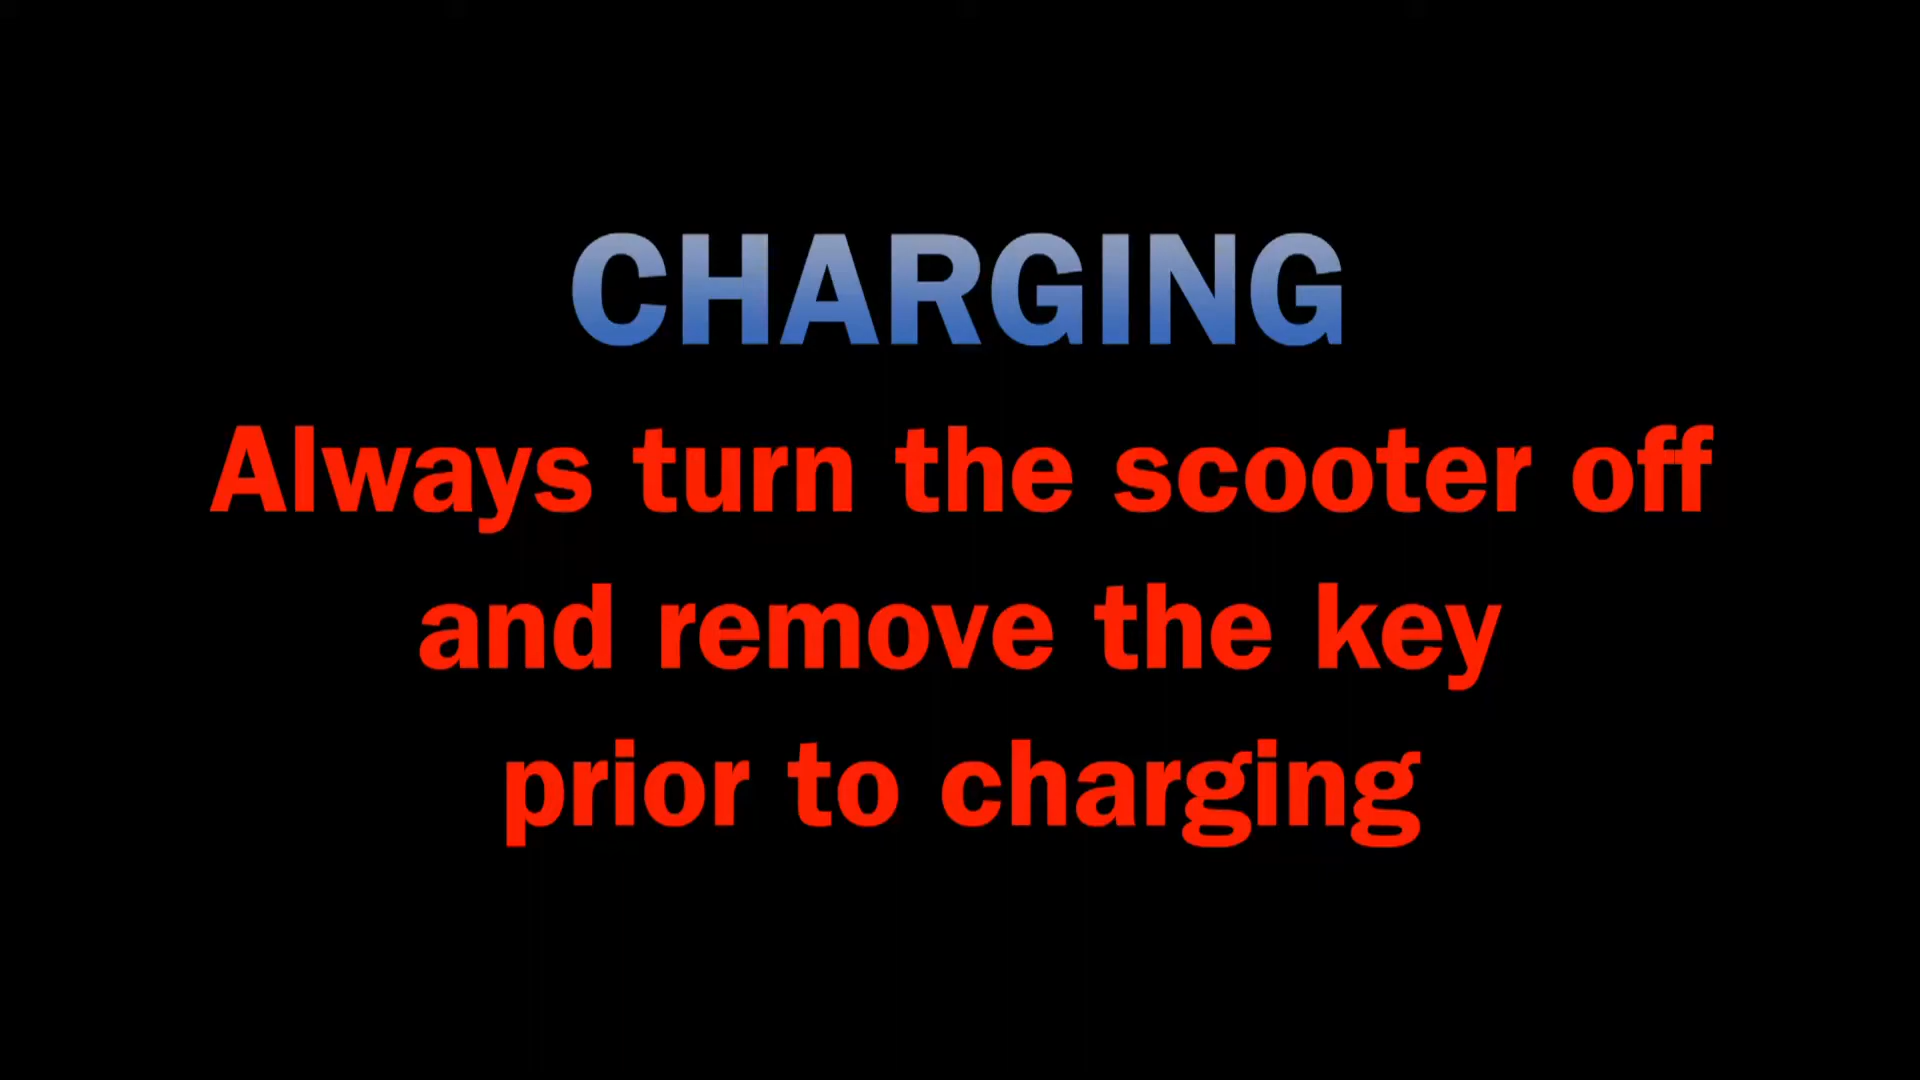 CHARGING
Always turn the scooter off
and remove the key
prior to charging